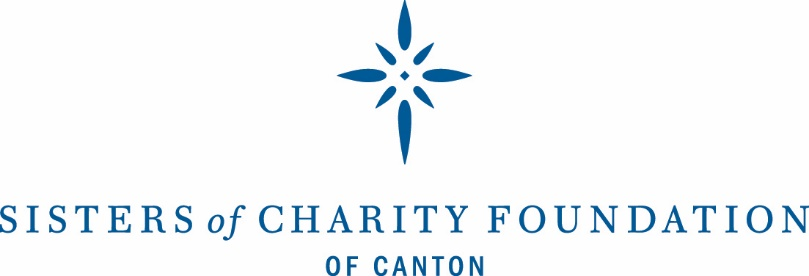 SISTERS of CHARITY FOUNDATION
OF CANTON